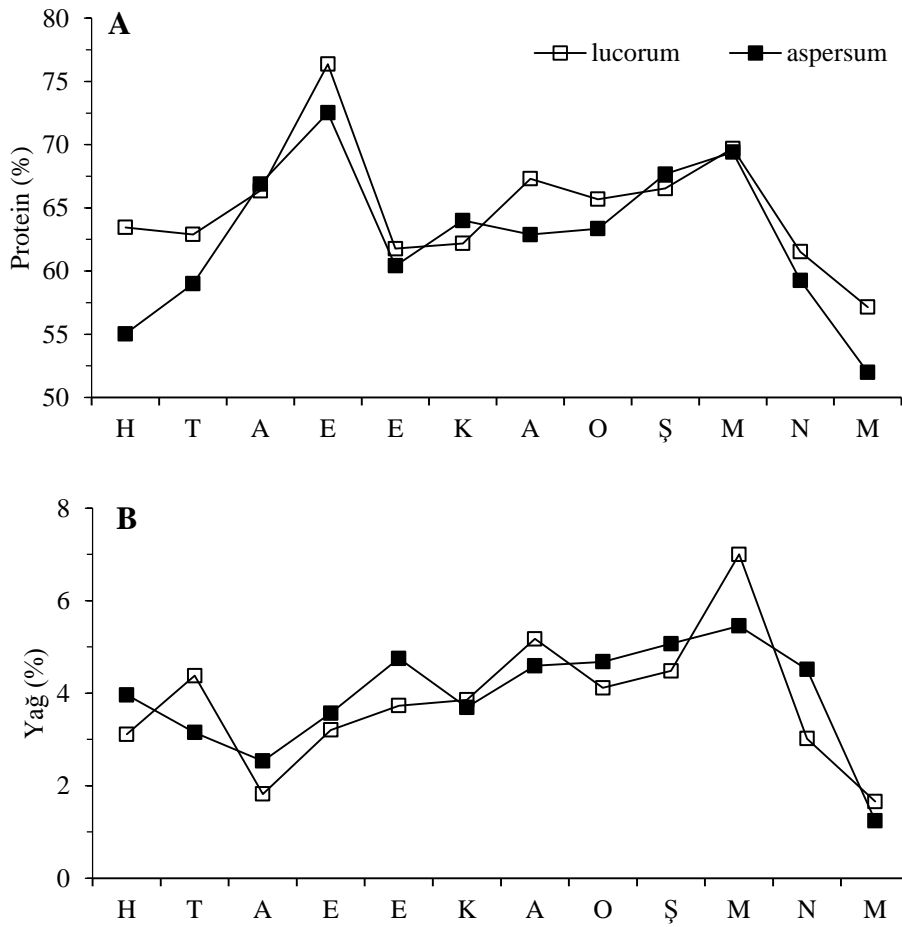 A
lucorum aspersum
Protein (%)
80
75
70
65
60
55
50
H T A E E K A O Ş M N M
B
Yağ (%)
8
6
4
2
0
H T A E E K A O Ş M N M